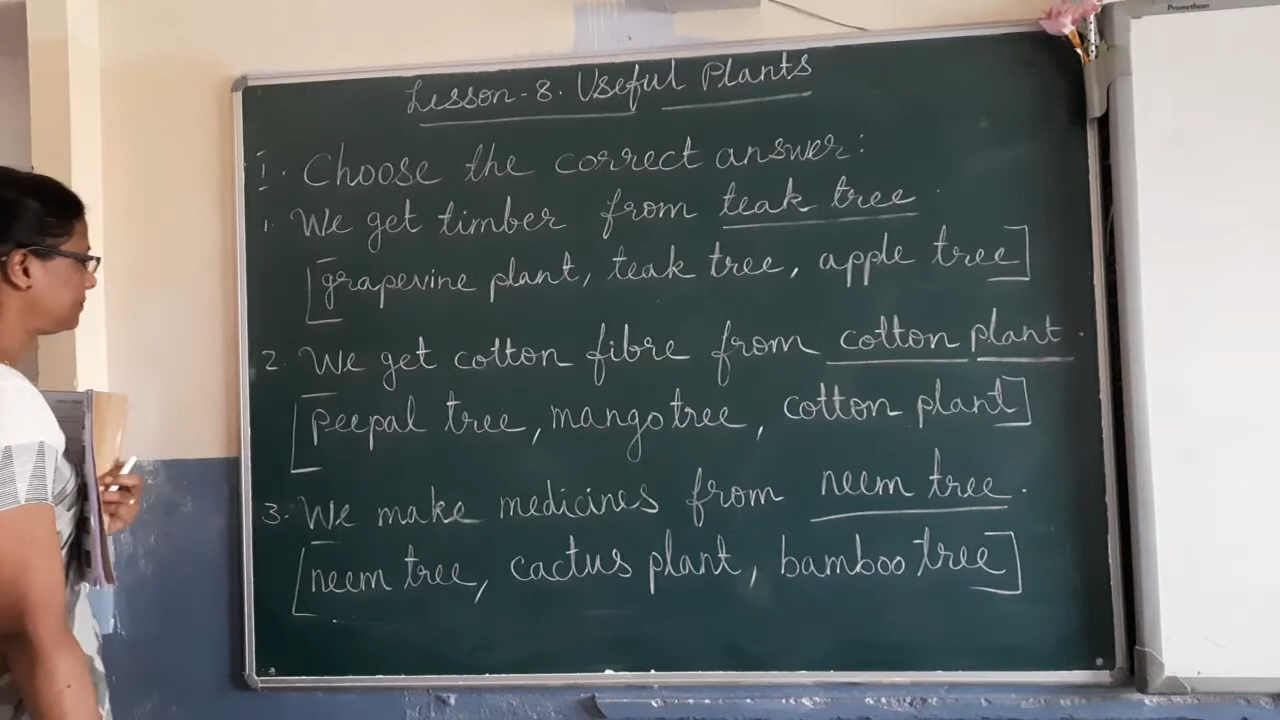 Promethean
Lesson-8. Useful Plants
I. Choose the correct answer:
1. We get timber from teak tree.
[grapevine plant, teak tree, apple tree]
2. We get cotton fibre from cotton plant.
[peepal tree, mango tree, cotton plant]
3. We make medicines from neem tree.
[neem tree, cactus plant, bamboo tree]